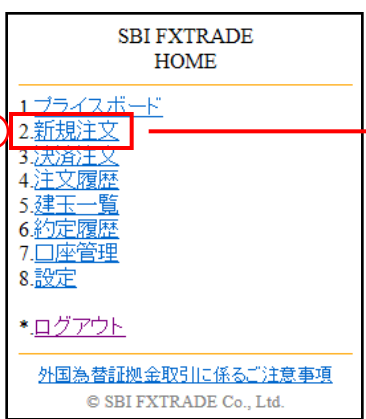 SBI FXTRADE
HOME
1.プライスボード
2.新規注文
3.決済注文
4.注文履歴
5.建玉一覧
6.約定履歴
7.口座管理
8.設定
*.ログアウト
外国為替証拠金取引に係るご注意事項
© SBI FXTRADE Co., Ltd.